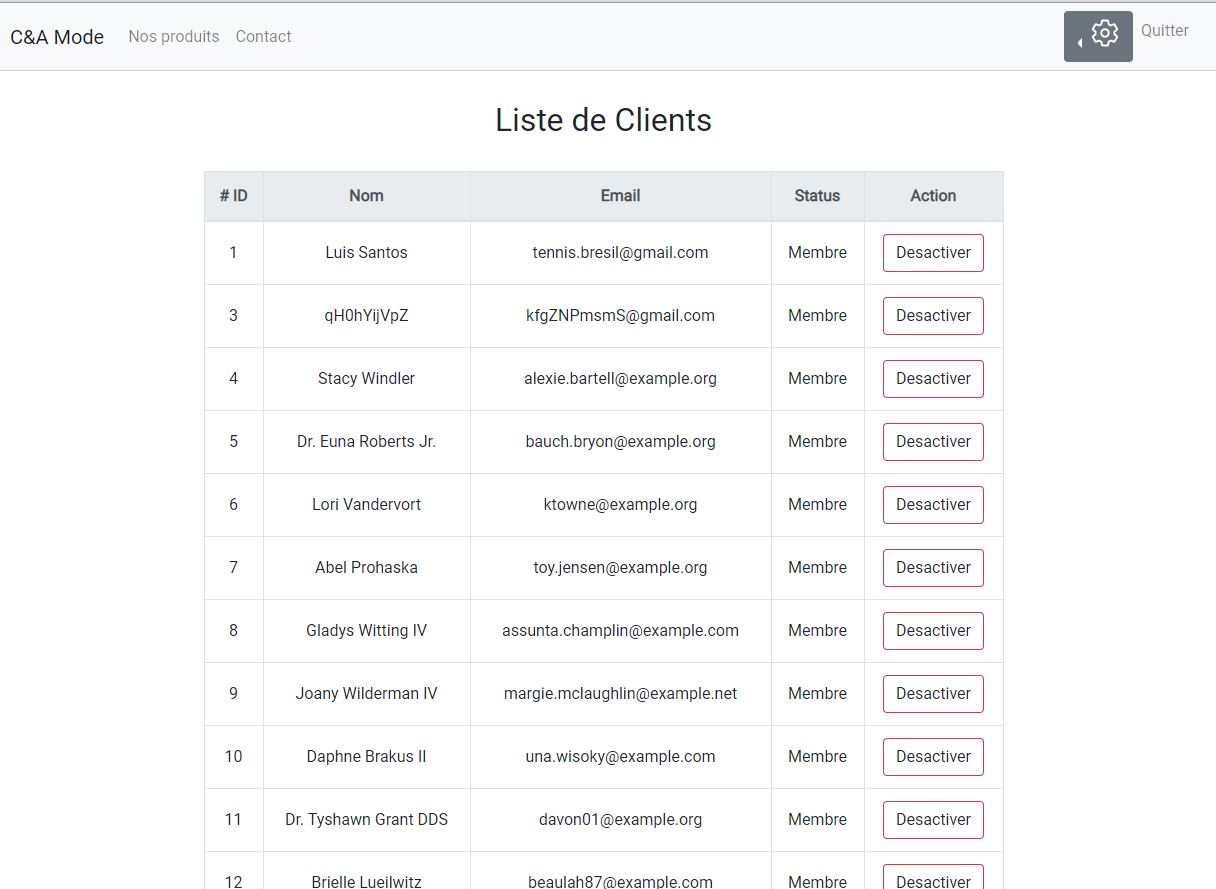 C&A Mode Nos produits Contact Quitter
Liste de Clients
# ID Nom Email Status Action
1 Luis Santos tennis.bresil@gmail.com Membre Desactiver
3 qH0hYijVpZ kfgZNPmsmS@gmail.com Membre Desactiver
4 Stacy Windler alexie.bartell@example.org Membre Desactiver
5 Dr. Euna Roberts Jr. bauch.bryon@example.org Membre Desactiver
6 Lori Vandervort ktowne@example.org Membre Desactiver
7 Abel Prohaska toy.jensen@example.org Membre Desactiver
8 Gladys Witting IV assunta.champlin@example.com Membre Desactiver
9 Joany Wilderman IV margie.mclaughlin@example.net Membre Desactiver
10 Daphne Brakus II una.wisoky@example.com Membre Desactiver
11 Dr. Tyshawn Grant DDS davon01@example.org Membre Desactiver
12 Brielle Lueilwitz beaulah87@example.com Membre Desactiver